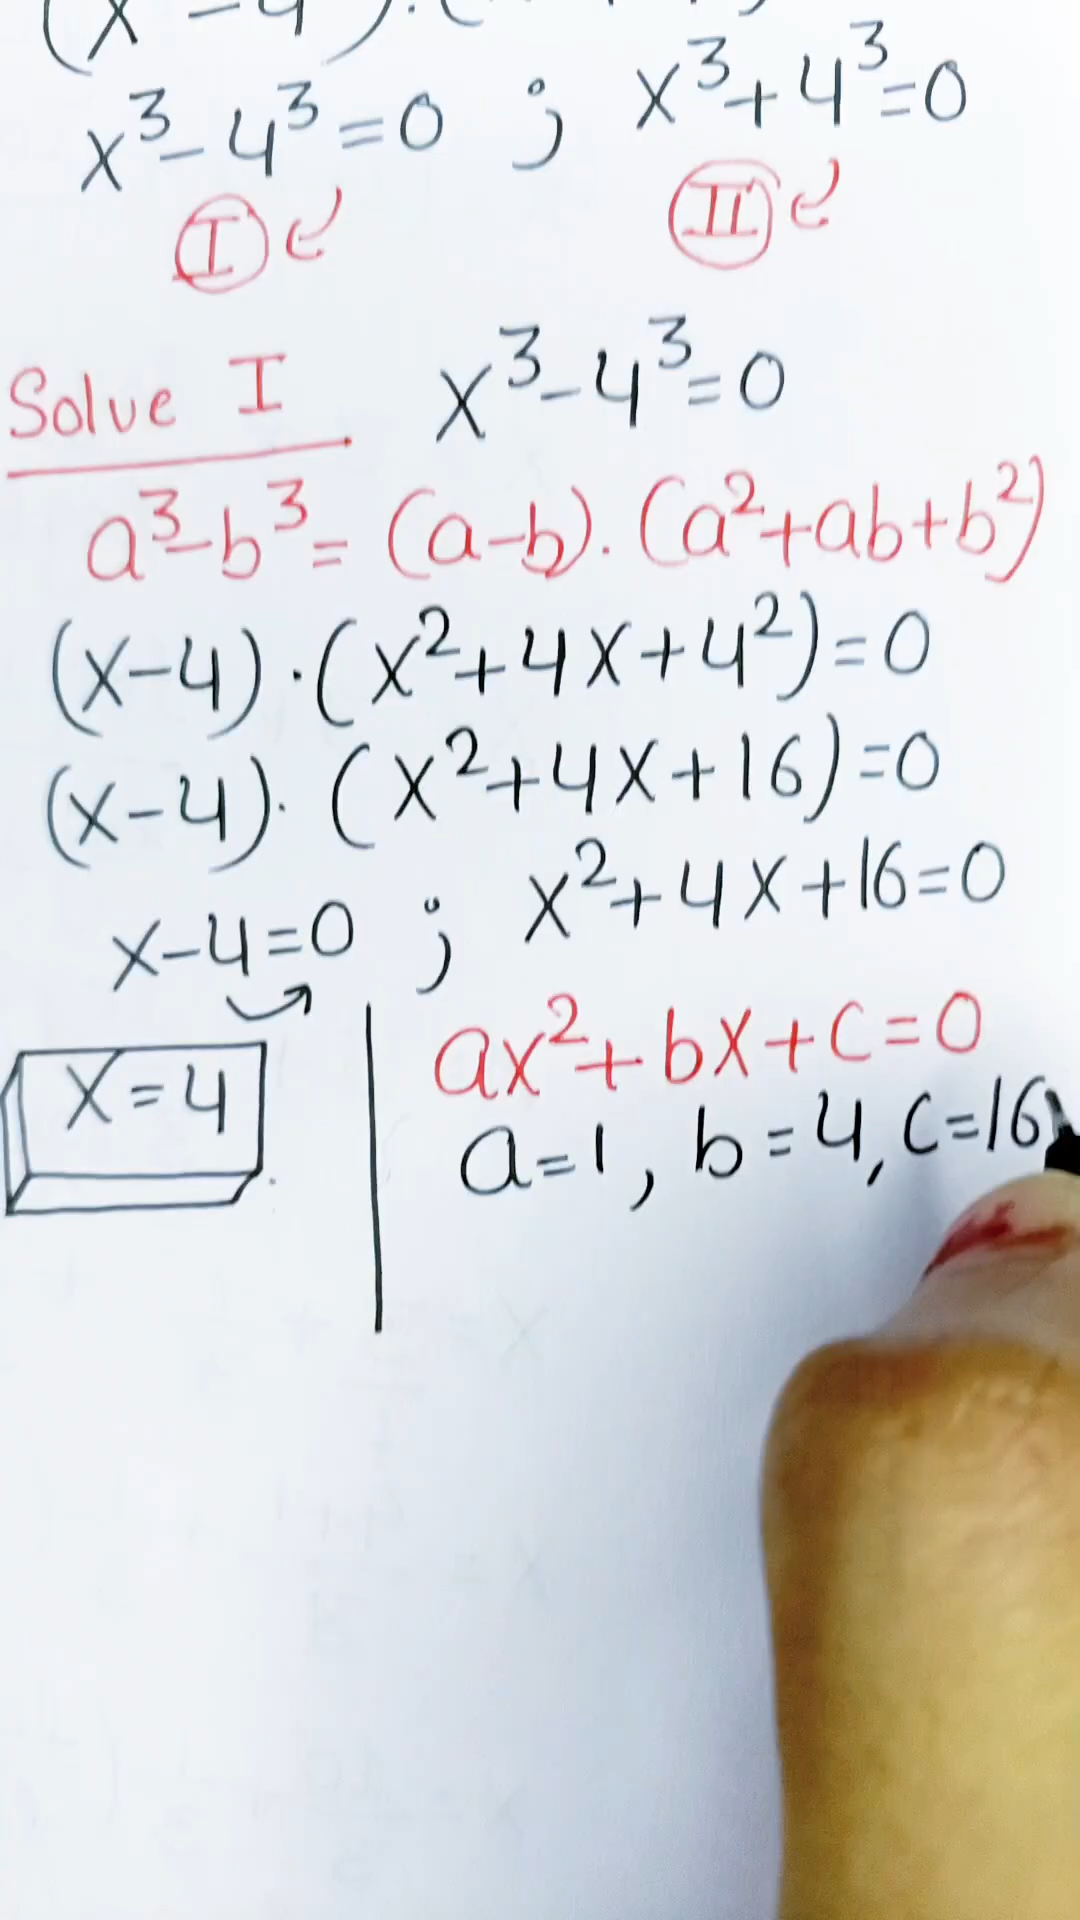 x³-4³=0 ; x³+4³=0
I II
Solve I x³-4³=0
a³-b³=(a-b).(a²+ab+b²)
(x-4)·(x²+4x+4²)=0
(x-4)·(x²+4x+16)=0
x-4=0 ; x²+4x+16=0
x=4
ax²+bx+c=0
a=1, b=4, c=16